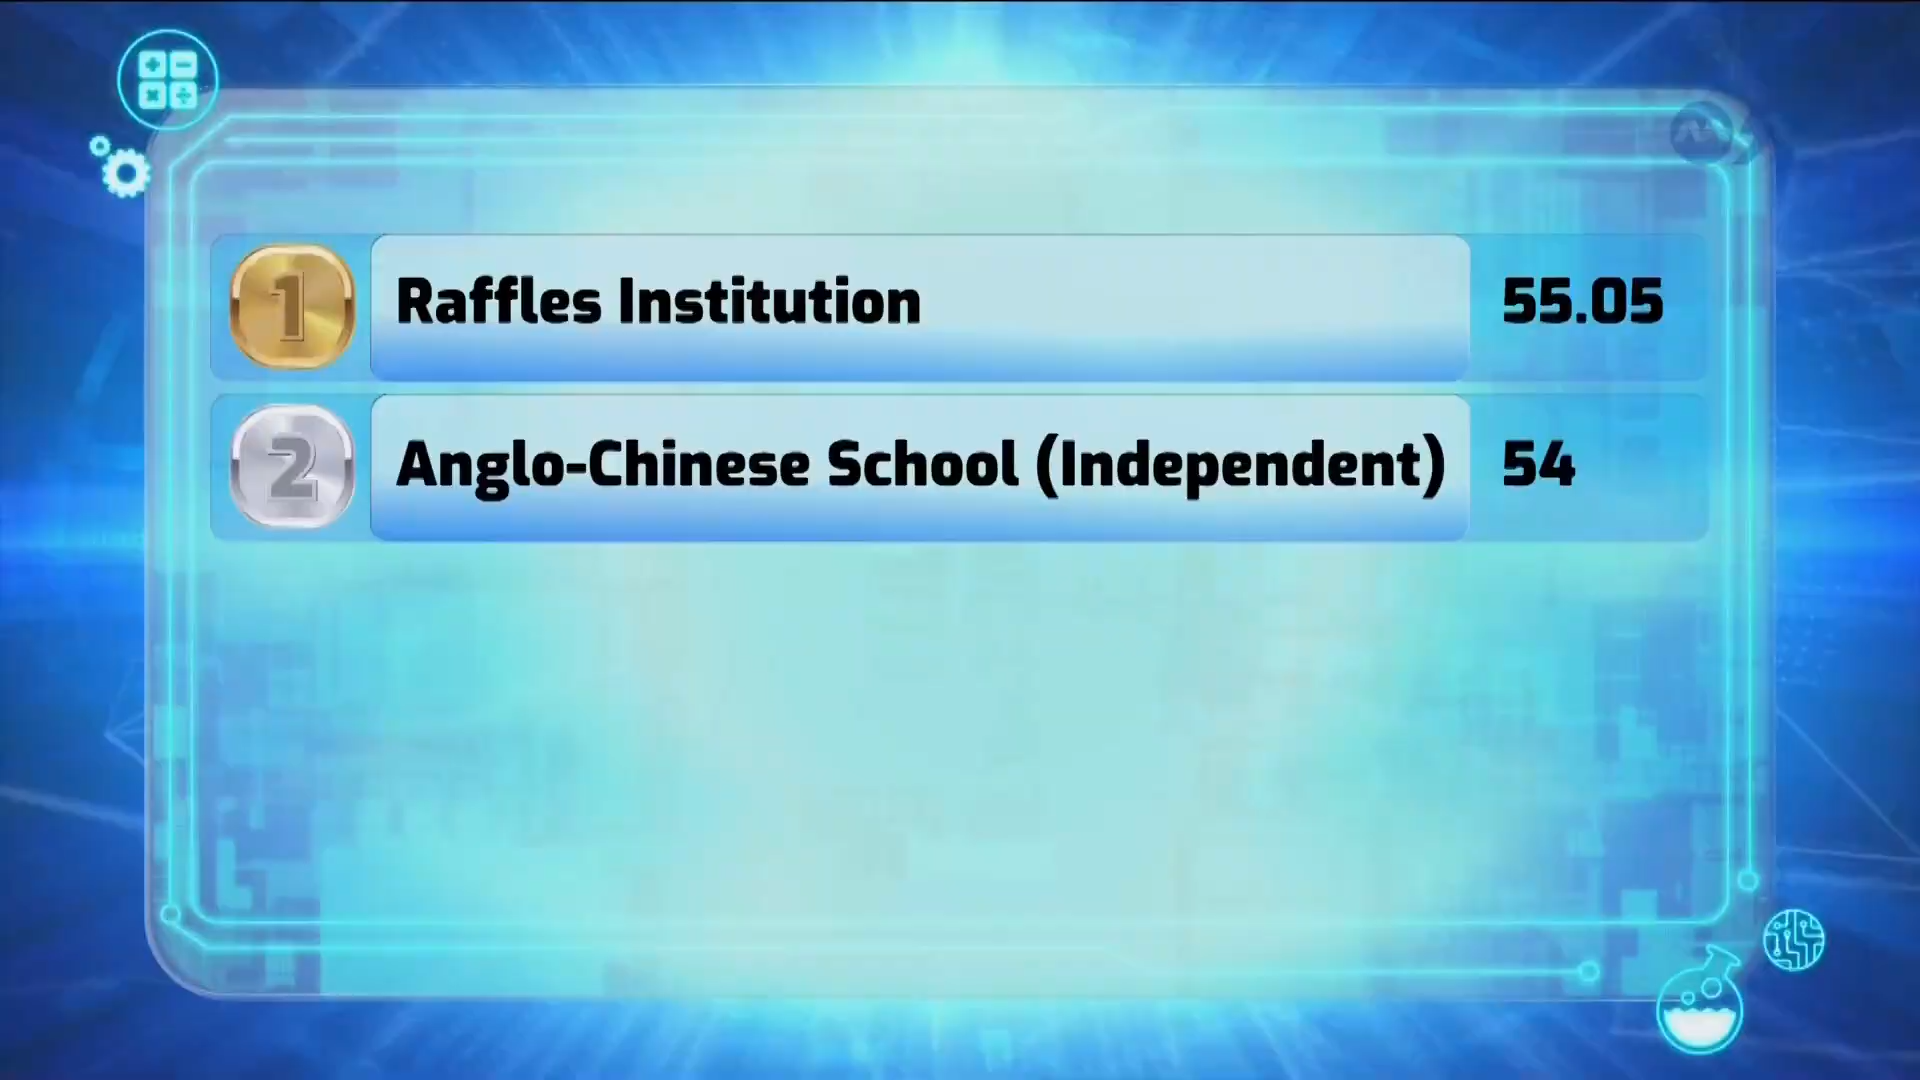 1 Raffles Institution 55.05
2 Anglo-Chinese School (Independent) 54